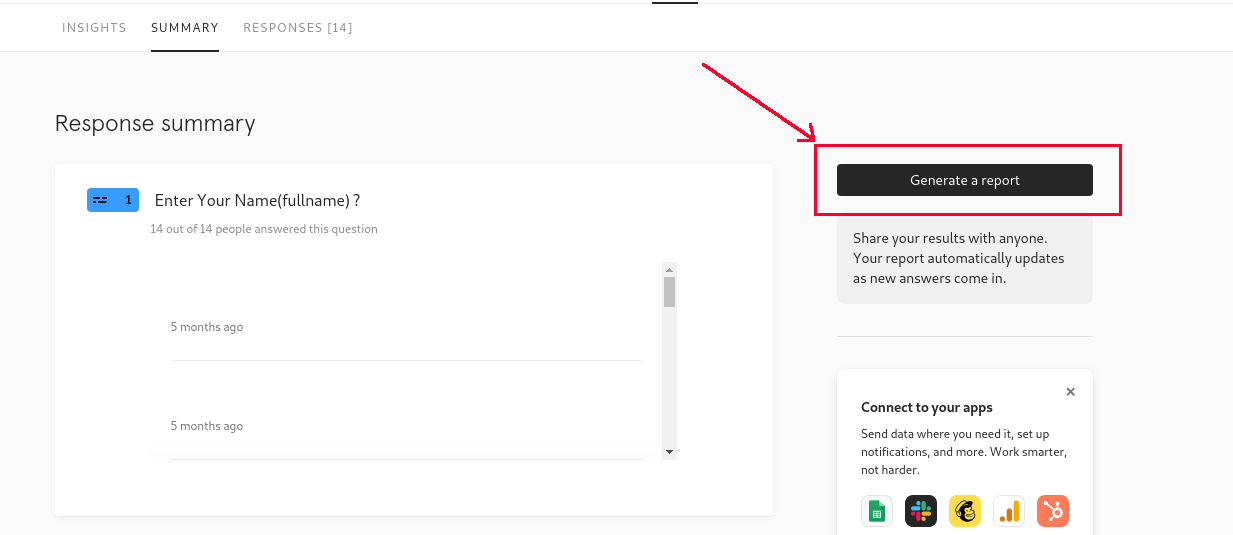 INSIGHTS SUMMARY RESPONSES [14]
Response summary
1 Enter Your Name(fullname) ?
14 out of 14 people answered this question
5 months ago
5 months ago
Generate a report
Share your results with anyone.
Your report automatically updates
as new answers come in.
Connect to your apps
Send data where you need it, set up
notifications, and more. Work smarter,
not harder.